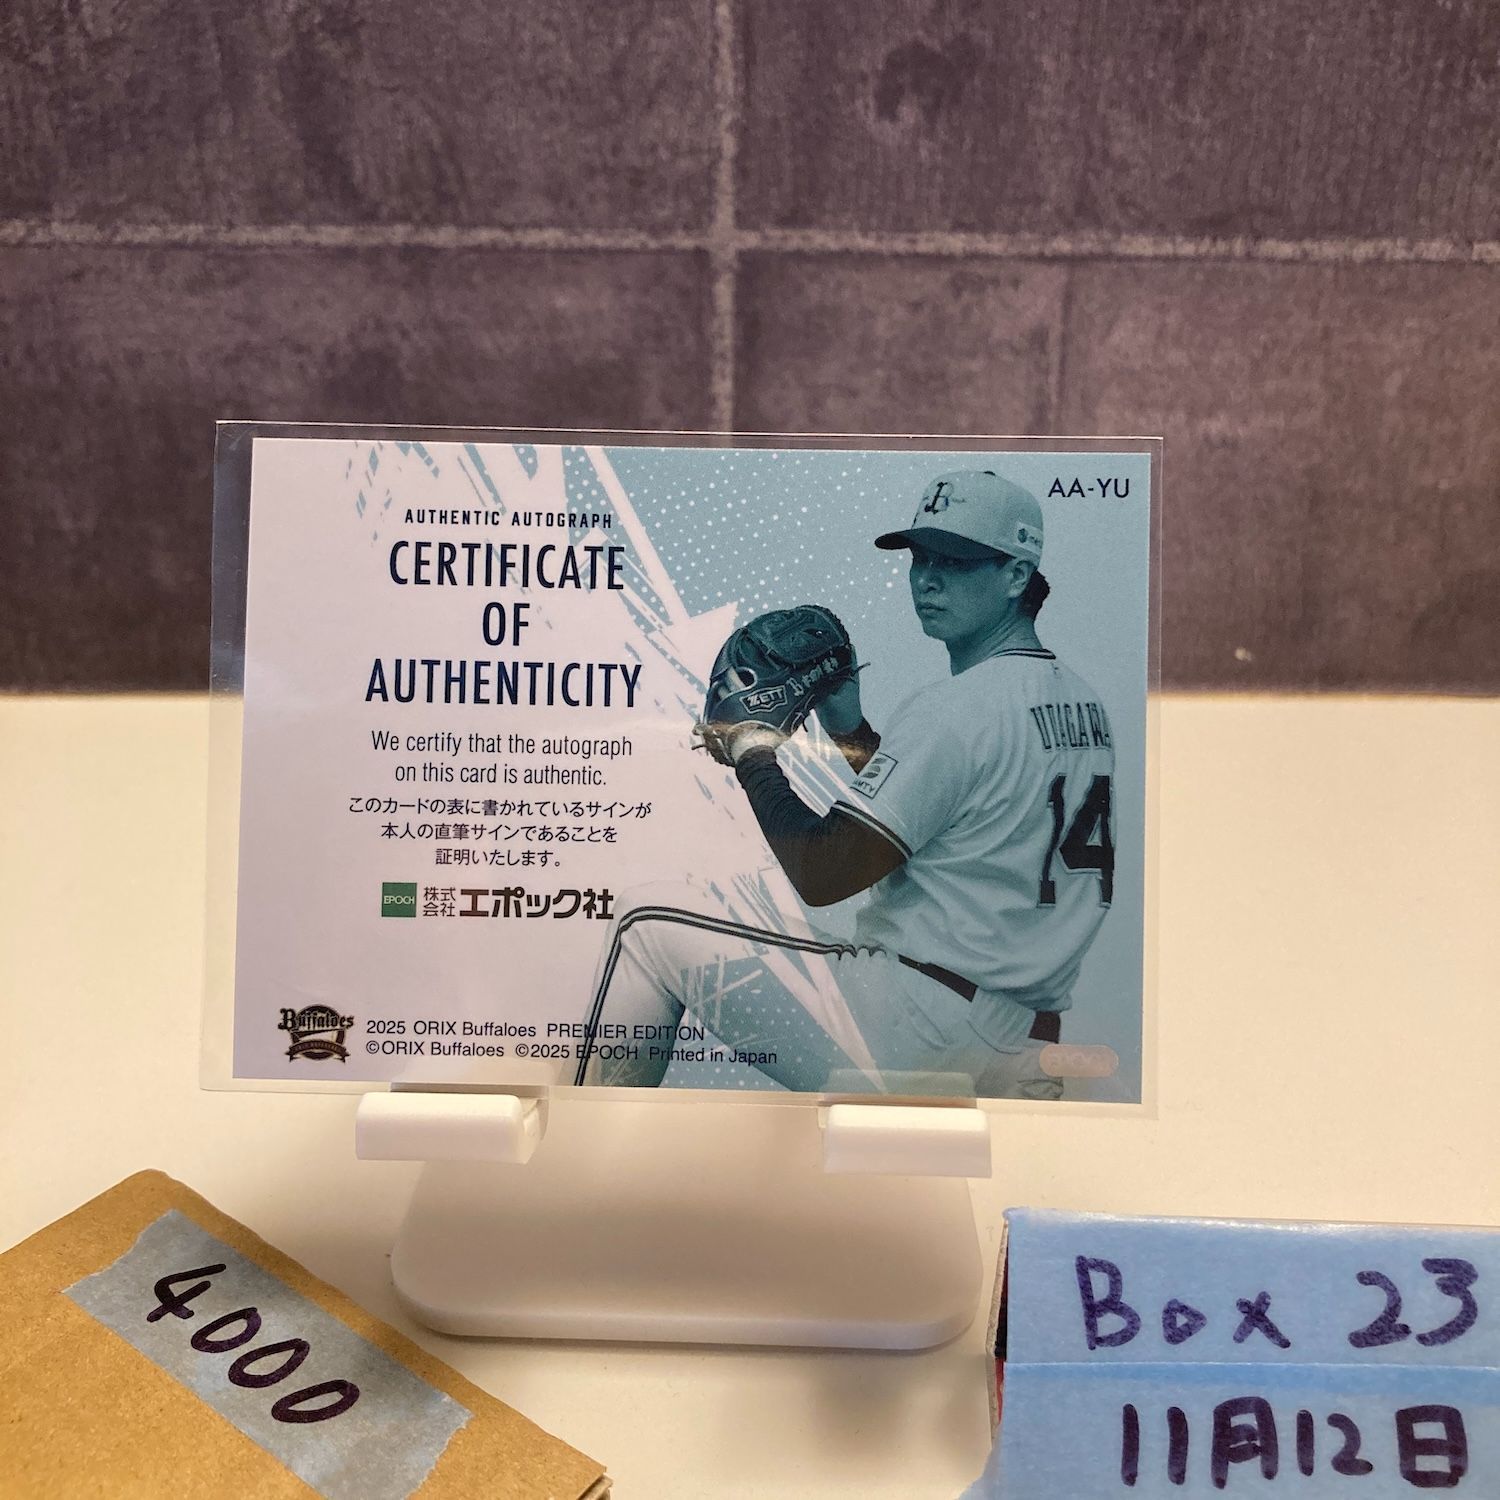 AA-YU
AUTHENTIC AUTOGRAPH
CERTIFICATE
OF
AUTHENTICITY
We certify that the autograph
on this card is authentic.
このカードの表に書かれているサインが
本人の直筆サインであることを
証明いたします。
EPOCH 株式会社 エポック社
ZETT
UDAGAWA
14
Buffaloes
2025 ORIX Buffaloes PREMIER EDITION
©ORIX Buffaloes ©2025 EPOCH Printed in Japan
EPOCH
4000
Box 23
11月12日